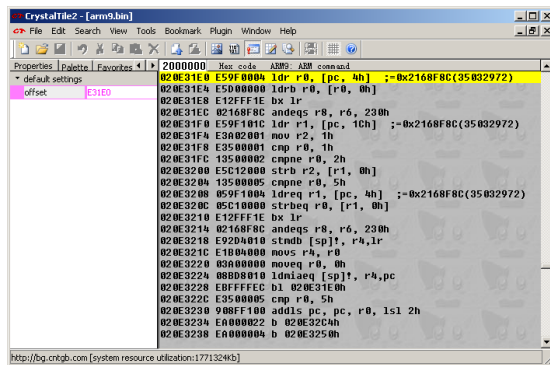 CrystalTile2 - [arm9.bin]
File Edit Search View Tools Bookmark Plugin Window Help
Properties Palette Favorites
default settings
offset E31E0
2000000 Hex code ARM9: ARM command
020E31E0 E59F0004 ldr r0, [pc, 4h] ;=0x2168F8C(35032972)
020E31E4 E5D00000 ldrb r0, [r0, 0h]
020E31E8 E12FFF1E bx lr
020E31EC 02168F8C andeqs r8, r6, 230h
020E31F0 E59F101C ldr r1, [pc, 1Ch] ;=0x2168F8C(35032972)
020E31F4 E3A02001 mov r2, 1h
020E31F8 E3500001 cmp r0, 1h
020E31FC 13500002 cmpne r0, 2h
020E3200 E5C12000 strb r2, [r1, 0h]
020E3204 13500005 cmpne r0, 5h
020E3208 059F1004 ldreq r1, [pc, 4h] ;=0x2168F8C(35032972)
020E320C 05C10000 strbeq r0, [r1, 0h]
020E3210 E12FFF1E bx lr
020E3214 02168F8C andeqs r8, r6, 230h
020E3218 E92D4010 stmdb [sp]!, r4,lr
020E321C E1B04000 movs r4, r0
020E3220 03A00000 moveq r0, 0h
020E3224 08BD8010 ldmiaeq [sp]!, r4,pc
020E3228 EBFFFFEC bl 020E31E0h
020E322C E3500005 cmp r0, 5h
020E3230 908FF100 addls pc, pc, r0, lsl 2h
020E3234 EA000022 b 020E32C4h
020E3238 EA000004 b 020E3250h
http://bg.cntgb.com [system resource utilization:1771324Kb]